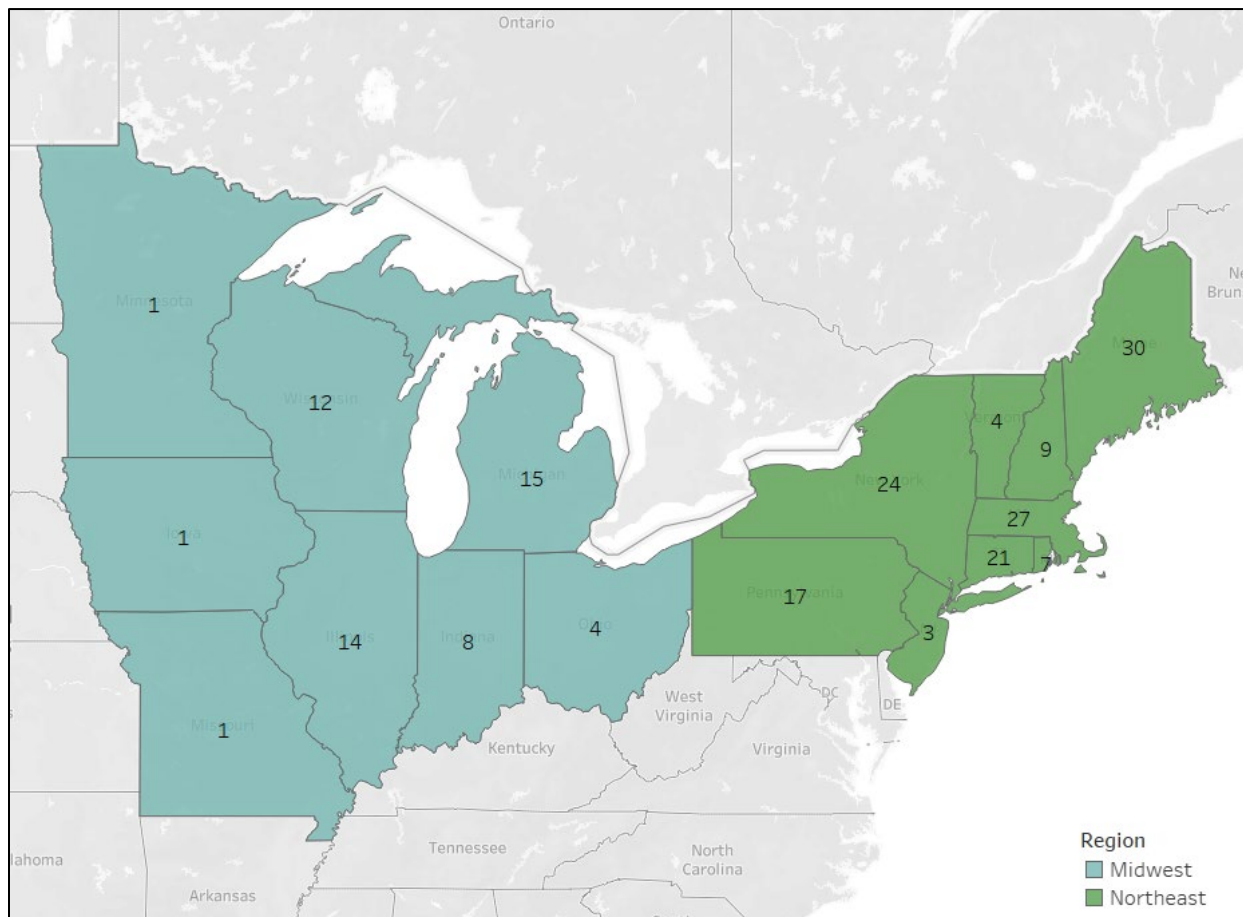 Ontario
Minnesota
1
Wisconsin
12
Michigan
15
Iowa
1
Illinois
14
Indiana
8
Ohio
4
Missouri
1
Maine
30
Vermont
4
9
New York
24
27
21
7
Pennsylvania
17
3
West
Virginia
DC
DE
Kentucky
Virginia
Tennessee
North
Carolina
Arkansas
Region
Midwest
Northeast